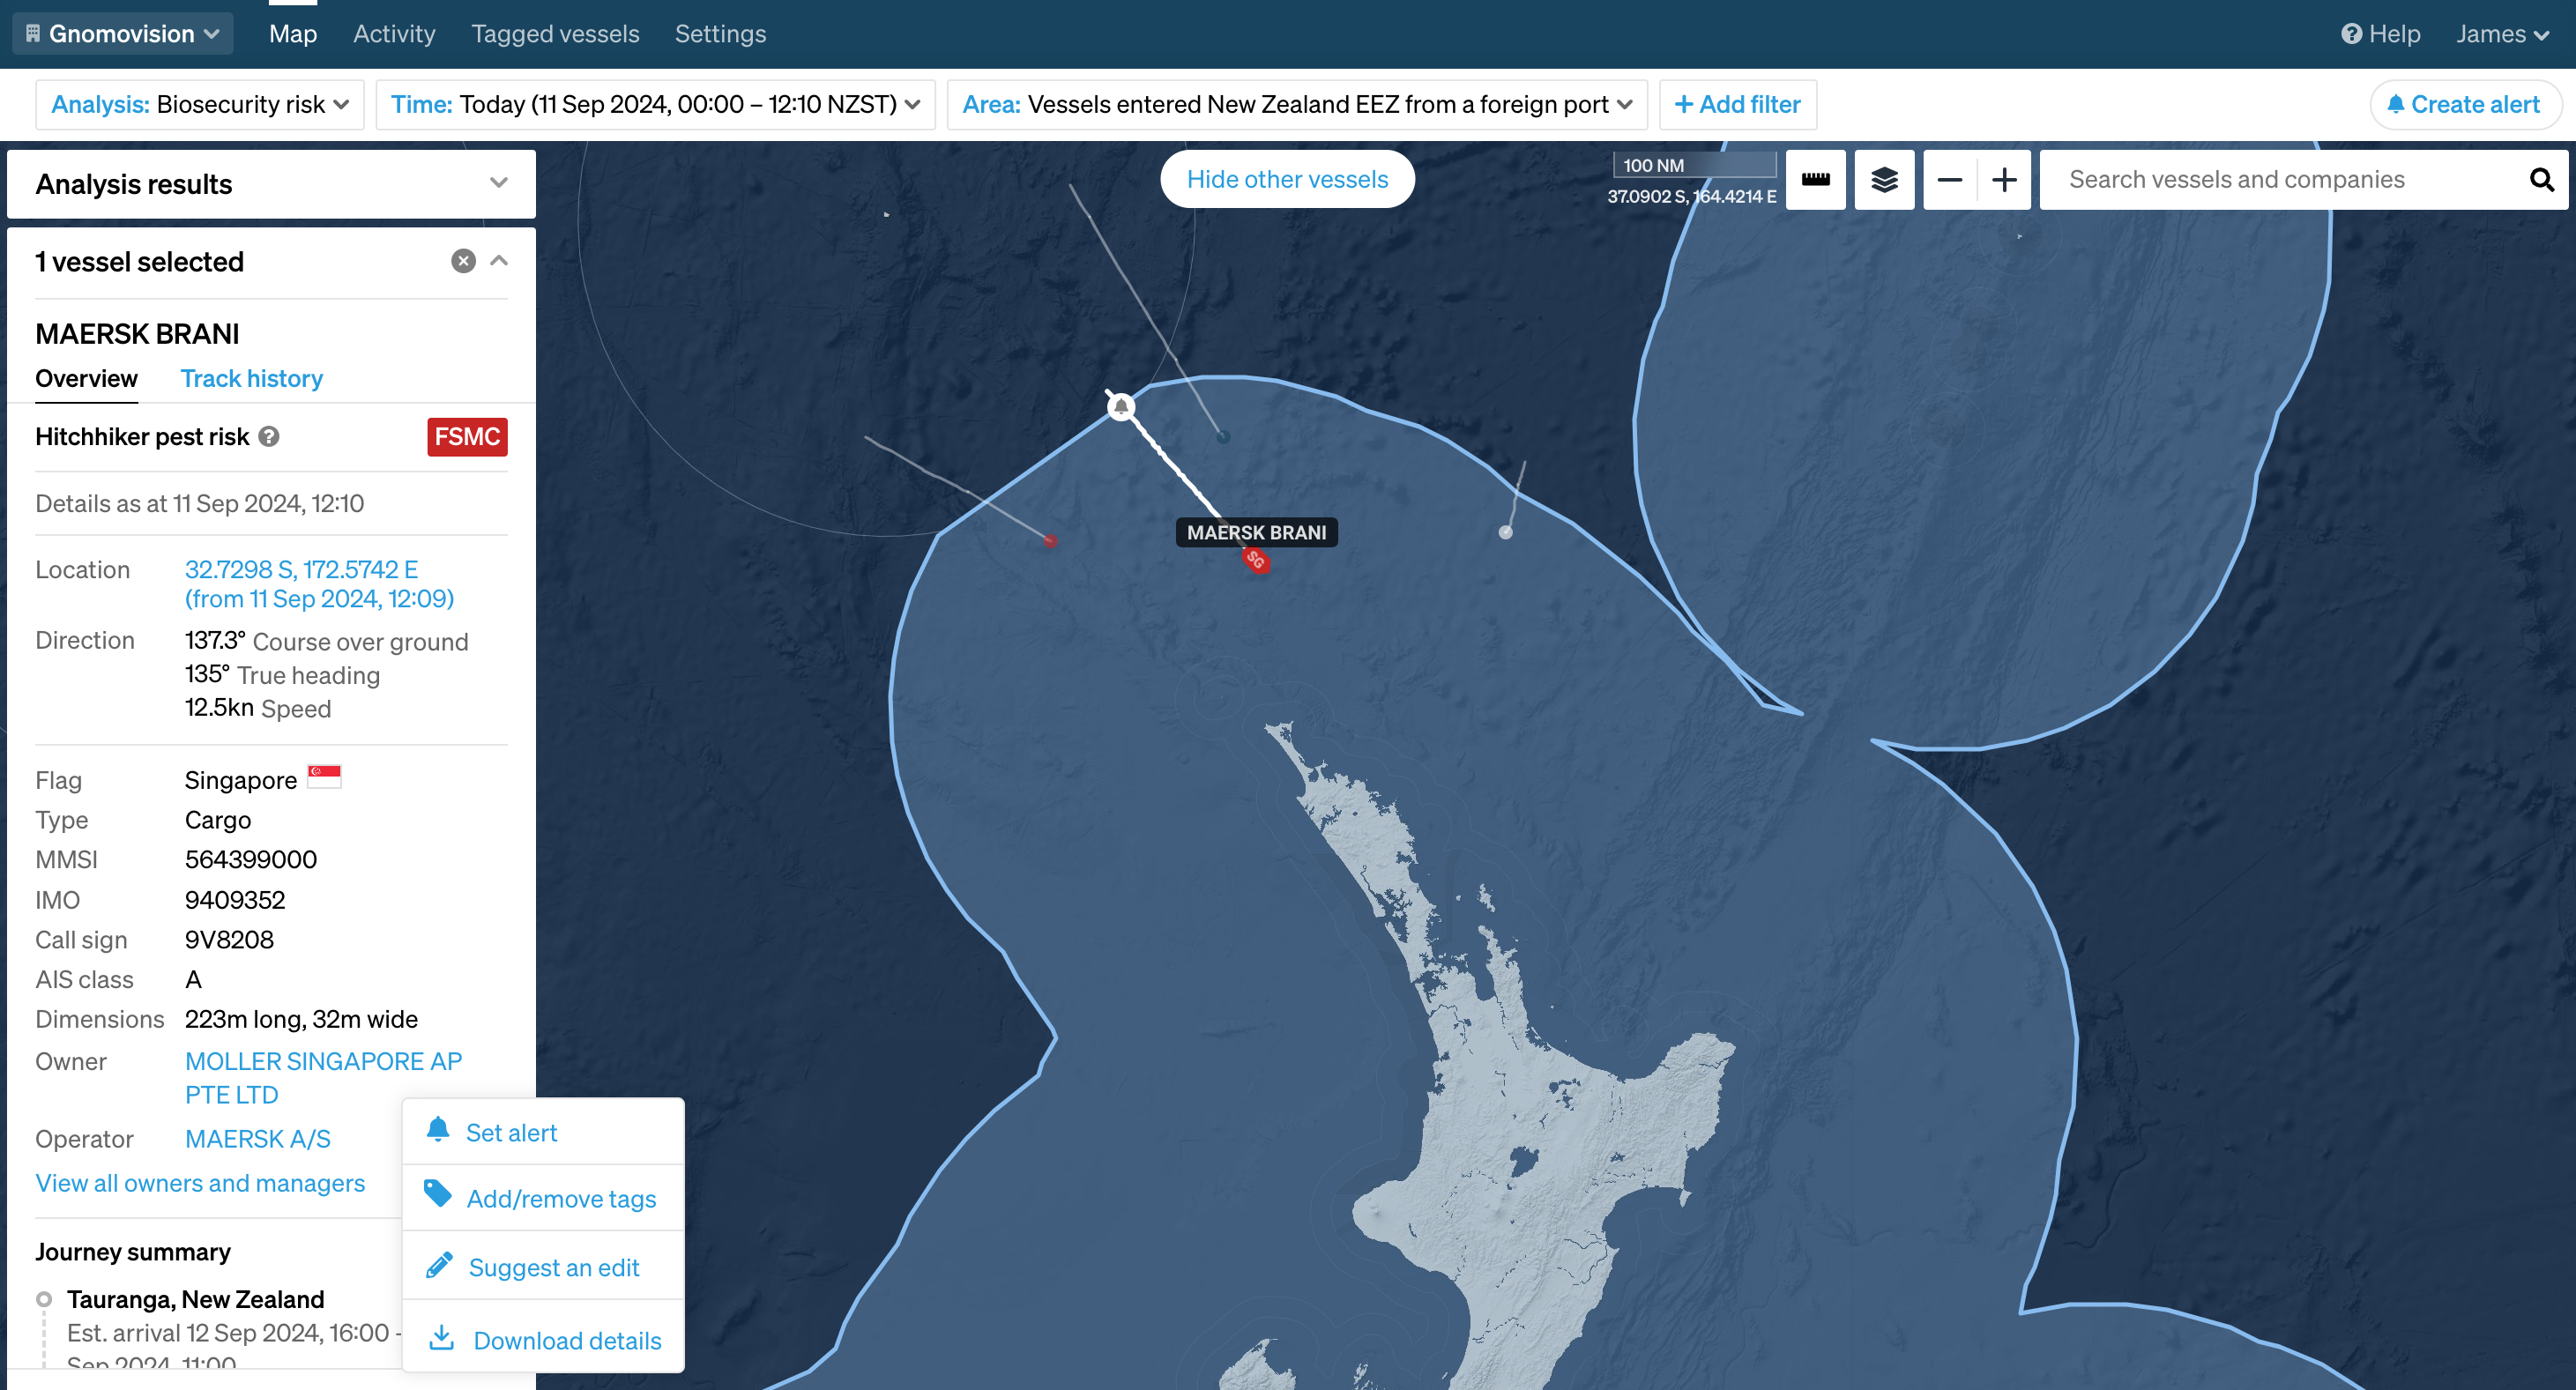 Gnomovision
Map
Activity
Tagged vessels
Settings
Help
James
Analysis: Biosecurity risk
Time: Today (11 Sep 2024, 00:00 – 12:10 NZST)
Area: Vessels entered New Zealand EEZ from a foreign port
Add filter
Create alert
Analysis results
Hide other vessels
100 NM
37.0902 S, 164.4214 E
Search vessels and companies
1 vessel selected
MAERSK BRANI
Overview
Track history
Hitchhiker pest risk
FSMC
Details as at 11 Sep 2024, 12:10
Location
32.7298 S, 172.5742 E
(from 11 Sep 2024, 12:09)
Direction
137.3° Course over ground
135° True heading
12.5kn Speed
Flag
Singapore
Type
Cargo
MMSI
564399000
IMO
9409352
Call sign
9V8208
AIS class
A
Dimensions
223m long, 32m wide
Owner
MOLLER SINGAPORE AP
PTE LTD
Operator
MAERSK A/S
View all owners and managers
Journey summary
Tauranga, New Zealand
Est. arrival 12 Sep 2024, 16:00 -
Sep 2024, 11:00
Set alert
Add/remove tags
Suggest an edit
Download details
MAERSK BRANI
SG